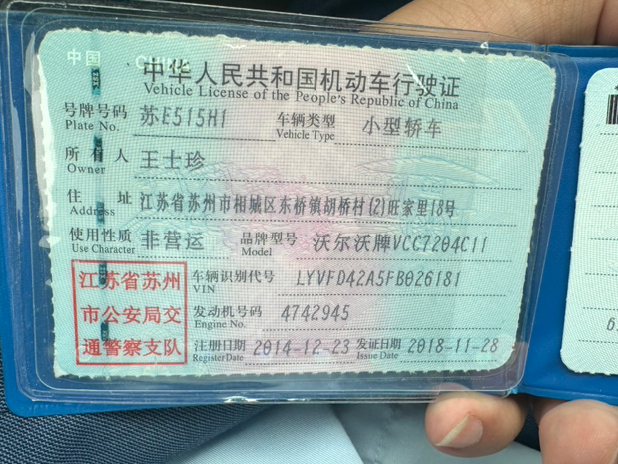 中国 CHINA
中华人民共和国机动车行驶证
Vehicle License of the People's Republic of China
号牌号码 苏E515H1 车辆类型 小型轿车
Plate No. Vehicle Type
所有人 王士珍
Owner
住址 江苏省苏州市相城区东桥镇胡桥村(2)旺家里18号
Address
使用性质 非营运 品牌型号 沃尔沃牌VCC7204C11
Use Character Model
江苏省苏州 车辆识别代号 LYVFD42A5FB026181
VIN
市公安局交 发动机号码 4742945
Engine No.
通警察支队 注册日期 2014-12-23 发证日期 2018-11-28
Register Date Issue Date